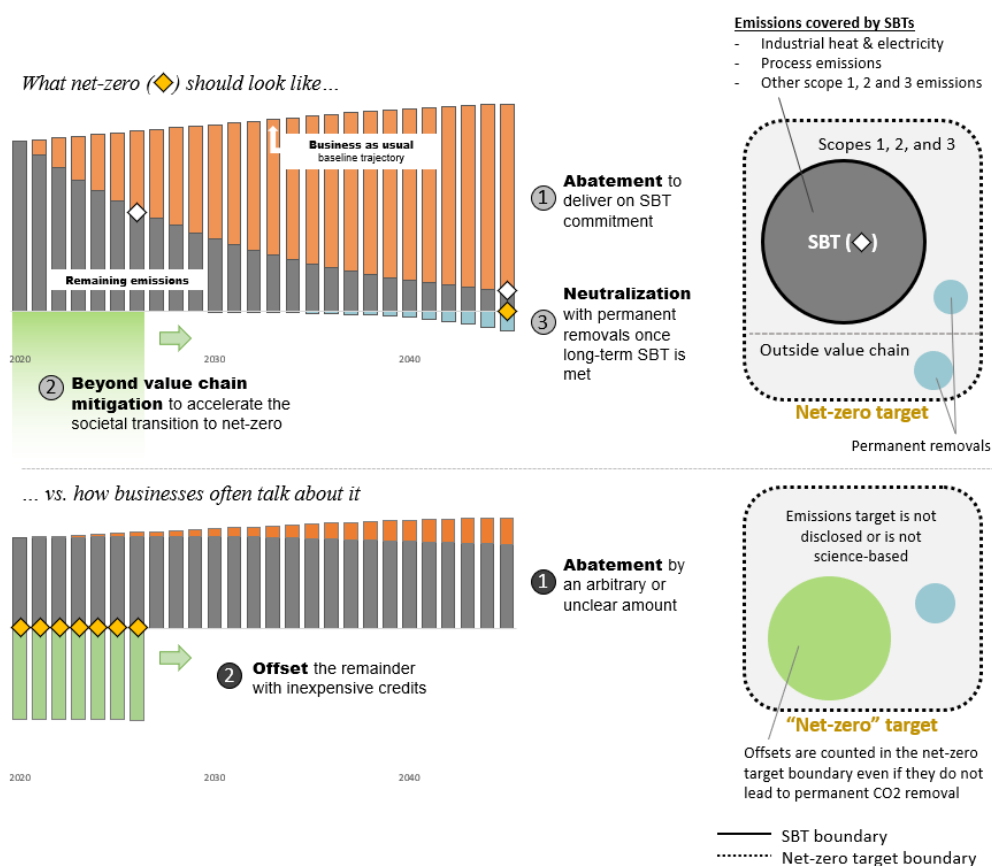 Emissions covered by SBTs
- Industrial heat & electricity
- Process emissions
- Other scope 1, 2 and 3 emissions
What net-zero ( ) should look like...
Business as usual
baseline trajectory
Remaining emissions
1 Abatement to
deliver on SBT
commitment
3 Neutralization
with permanent
removals once
long-term SBT is
met
2020
2030
2040
2 Beyond value chain
mitigation to accelerate the
societal transition to net-zero
Scopes 1, 2, and 3
SBT ( )
Outside value chain
Net-zero target
Permanent removals
... vs. how businesses often talk about it
1 Abatement by
an arbitrary or
unclear amount
2 Offset the remainder
with inexpensive credits
2020
2030
2040
Emissions target is not
disclosed or is not
science-based
“Net-zero” target
Offsets are counted in the net-zero
target boundary even if they do not
lead to permanent CO2 removal
SBT boundary
Net-zero target boundary